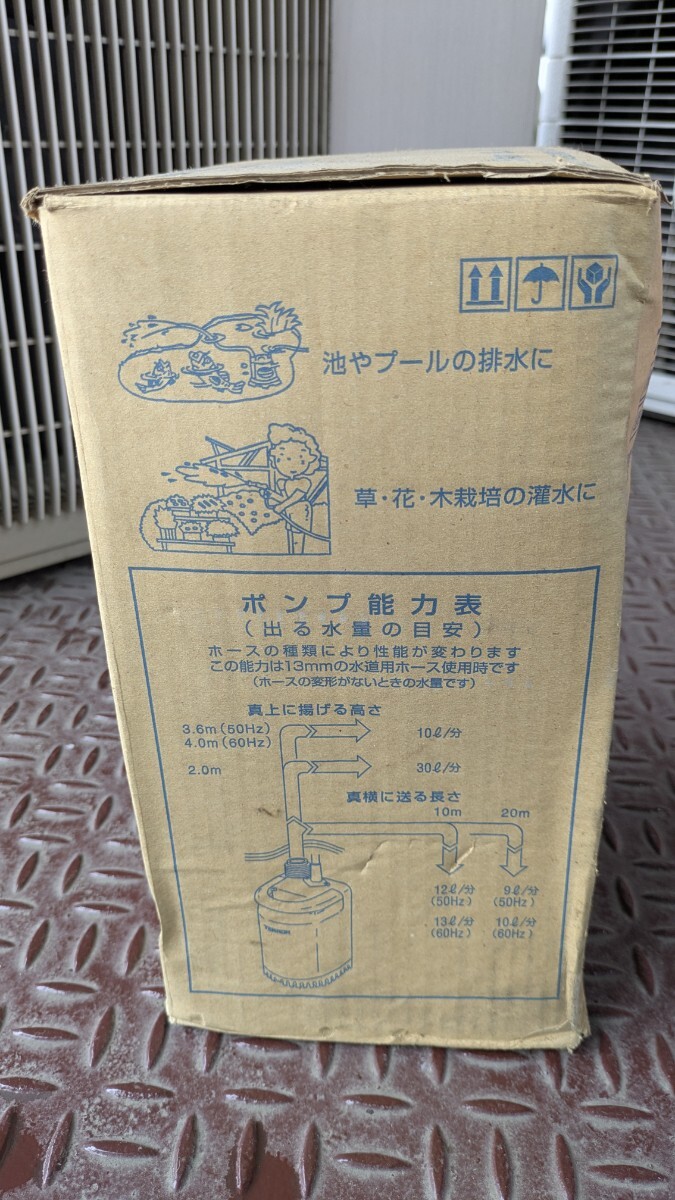 池やプールの排水に
草・花・木栽培の灌水に
ポンプ能力表
(出る水量の目安)
ホースの種類により性能が変わります
この能力は13mmの水道用ホース使用時です
(ホースの変形がないときの水量です)
真上に揚げる高さ
3.6m(50Hz)
4.0m(60Hz)
10ℓ/分
2.0m
30ℓ/分
真横に送る長さ
10m 20m
12ℓ/分 9ℓ/分
(50Hz) (50Hz)
13ℓ/分 10ℓ/分
(60Hz) (60Hz)